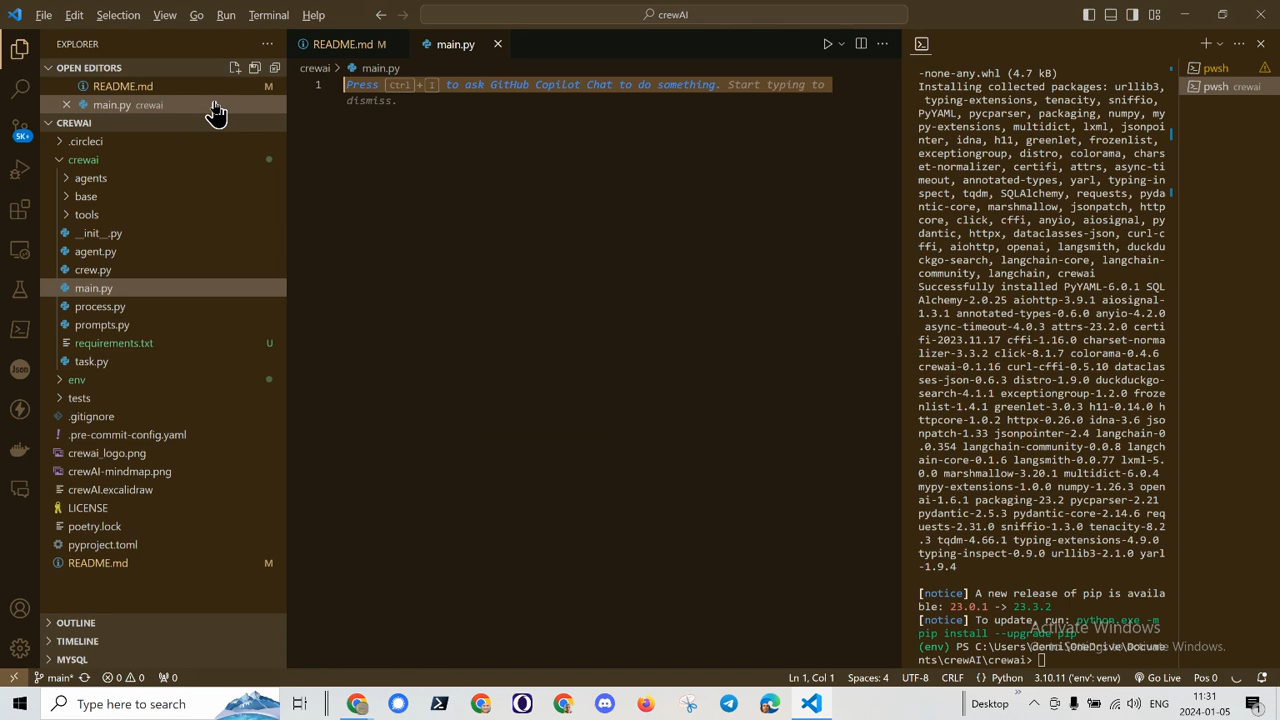 File Edit Selection View Go Run Terminal Help
crewAI
EXPLORER
OPEN EDITORS
README.md M
main.py crewai
CREWAI
.circleci
crewai
agents
base
tools
__init__.py
agent.py
crew.py
main.py
process.py
prompts.py
requirements.txt U
task.py
env
tests
.gitignore
.pre-commit-config.yaml
crewai_logo.png
crewAI-mindmap.png
crewAI.excalidraw
LICENSE
poetry.lock
pyproject.toml
README.md M
OUTLINE
TIMELINE
MYSQL
5K+
README.md M
main.py
crewai > main.py
1 Press Ctrl + I to ask GitHub Copilot Chat to do something. Start typing to
dismiss.
-none-any.whl (4.7 kB)
Installing collected packages: urllib3,
typing-extensions, tenacity, sniffio,
PyYAML, pycparser, packaging, numpy, my
py-extensions, multidict, lxml, jsonpoi
nter, idna, h11, greenlet, frozenlist,
exceptiongroup, distro, colorama, chars
et-normalizer, certifi, attrs, async-ti
meout, annotated-types, yarl, typing-in
spect, tqdm, SQLAlchemy, requests, pyda
ntic-core, marshmallow, jsonpatch, http
core, click, cffi, anyio, aiosignal, py
dantic, httpx, dataclasses-json, curl-c
ffi, aiohttp, openai, langsmith, duckdu
ckgo-search, langchain-core, langchain-
community, langchain, crewai
Successfully installed PyYAML-6.0.1 SQL
Alchemy-2.0.25 aiohttp-3.9.1 aiosignal-
1.3.1 annotated-types-0.6.0 anyio-4.2.0
async-timeout-4.0.3 attrs-23.2.0 certi
fi-2023.11.17 cffi-1.16.0 charset-norma
lizer-3.3.2 click-8.1.7 colorama-0.4.6
crewai-0.1.16 curl-cffi-0.5.10 dataclas
ses-json-0.6.3 distro-1.9.0 duckduckgo-
search-4.1.1 exceptiongroup-1.2.0 froze
nlist-1.4.1 greenlet-3.0.3 h11-0.14.0 h
ttpcore-1.0.2 httpx-0.26.0 idna-3.6 jso
npatch-1.33 jsonpointer-2.4 langchain-0
.0.354 langchain-community-0.0.8 langch
ain-core-0.1.6 langsmith-0.0.77 lxml-5.
0.0 marshmallow-3.20.1 multidict-6.0.4
mypy-extensions-1.0.0 numpy-1.26.3 open
ai-1.6.1 packaging-23.2 pycparser-2.21
pydantic-2.5.3 pydantic-core-2.14.6 req
uests-2.31.0 sniffio-1.3.0 tenacity-8.2
.3 tqdm-4.66.1 typing-extensions-4.9.0
typing-inspect-0.9.0 urllib3-2.1.0 yarl
-1.9.4
[notice] A new release of pip is availa
ble: 23.0.1 -> 23.3.2
[notice] To update, run: python.exe -m
pip install --upgrade pip
(env) PS C:\Users\denni\OneDrive\Docume
nts\crewAI\crewai>
pwsh
pwsh crewai
Activate Windows
Go to Settings to activate Windows.
main* 0 0 0 Ln 1, Col 1 Spaces: 4 UTF-8 CRLF Python 3.10.11 ('env': venv) Go Live Pos 0
Type here to search
Desktop ENG 11:31
2024-01-05
1